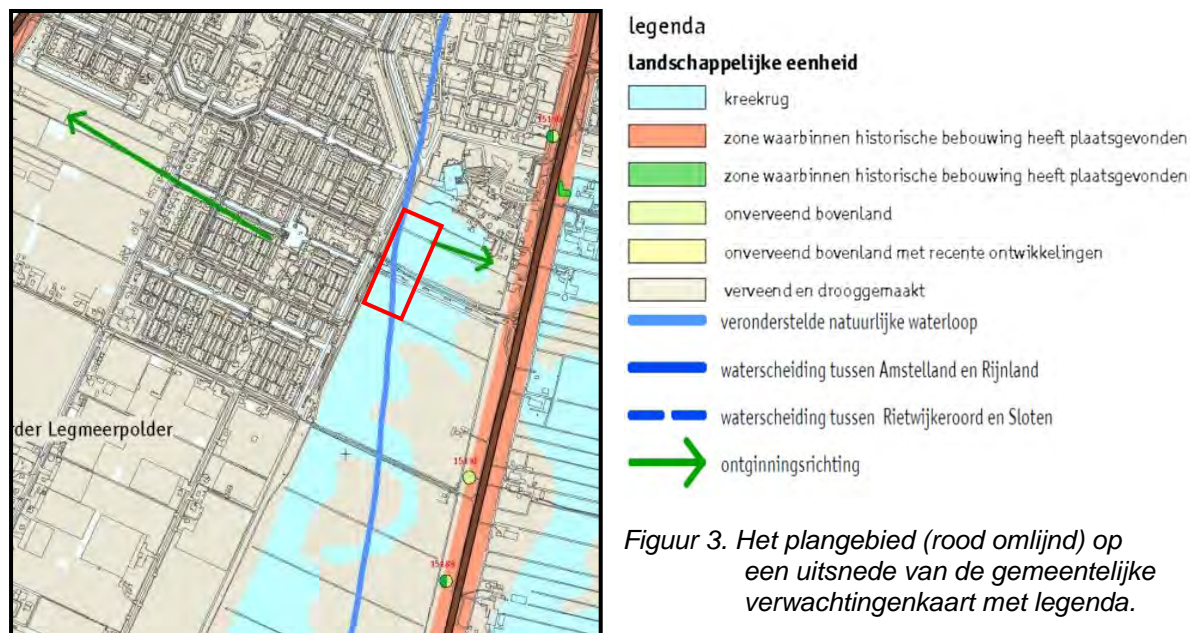 rder Legmeerpolder
legenda
landschappelijke eenheid
kreekrug
zone waarbinnen historische bebouwing heeft plaatsgevonden
zone waarbinnen historische bebouwing heeft plaatsgevonden
onverveend bovenland
onverveend bovenland met recente ontwikkelingen
verveend en drooggemaakt
veronderstelde natuurlijke waterloop
waterscheiding tussen Amstelland en Rijnland
waterscheiding tussen Rietwijkeroord en Sloten
ontginningsrichting
Figuur 3. Het plangebied (rood omlijnd) op
een uitsnede van de gemeentelijke
verwachtingenkaart met legenda.